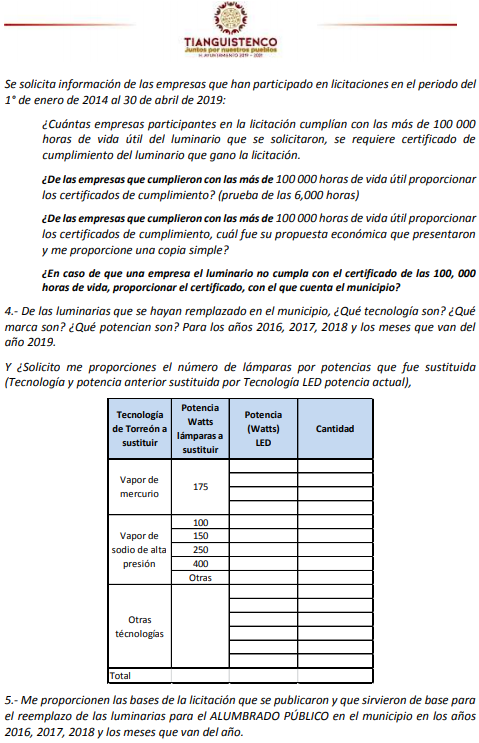 TIANGUISTENCO
Juntos por nuestros pueblos
H. AYUNTAMIENTO 2019 - 2021
Se solicita información de las empresas que han participado en licitaciones en el periodo del
1° de enero de 2014 al 30 de abril de 2019:
¿Cuántas empresas participantes en la licitación cumplían con las más de 100 000
horas de vida útil del luminario que se solicitaron, se requiere certificado de
cumplimiento del luminario que gano la licitación.
¿De las empresas que cumplieron con las más de 100 000 horas de vida útil proporcionar
los certificados de cumplimiento? (prueba de las 6,000 horas)
¿De las empresas que cumplieron con las más de 100 000 horas de vida útil proporcionar
los certificados de cumplimiento, cuál fue su propuesta económica que presentaron
y me proporcione una copia simple?
¿En caso de que una empresa el luminario no cumpla con el certificado de las 100, 000
horas de vida, proporcionar el certificado, con el que cuenta el municipio?
4.- De las luminarias que se hayan remplazado en el municipio, ¿Qué tecnología son? ¿Qué
marca son? ¿Qué potencian son? Para los años 2016, 2017, 2018 y los meses que van del
año 2019.
Y ¿Solicito me proporciones el número de lámparas por potencias que fue sustituida
(Tecnología y potencia anterior sustituida por Tecnología LED potencia actual),
Tecnología
de Torreón a
sustituir
Potencia
Watts
lámparas a
sustituir
Potencia
(Watts)
LED
Cantidad
Vapor de
mercurio
175
Vapor de
sodio de alta
presión
100
150
250
400
Otras
Otras
técnologías
Total
5.- Me proporcionen las bases de la licitación que se publicaron y que sirvieron de base para
el reemplazo de las luminarias para el ALUMBRADO PÚBLICO en el municipio en los años
2016, 2017, 2018 y los meses que van del año.